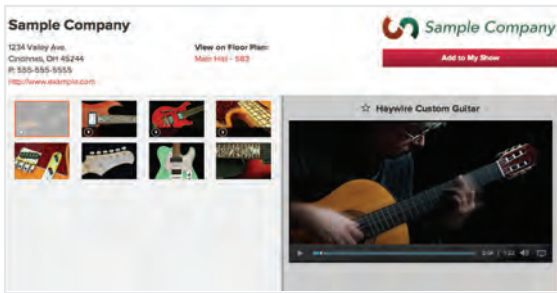 Sample Company
1234 Valley Ave.
Cincinnati, OH 44244
P: 555-555-5555
http://www.example.com
View on Floor Plan:
Main Hall - 583
Sample Company
Add to My Show
☆ Haywire Custom Guitar